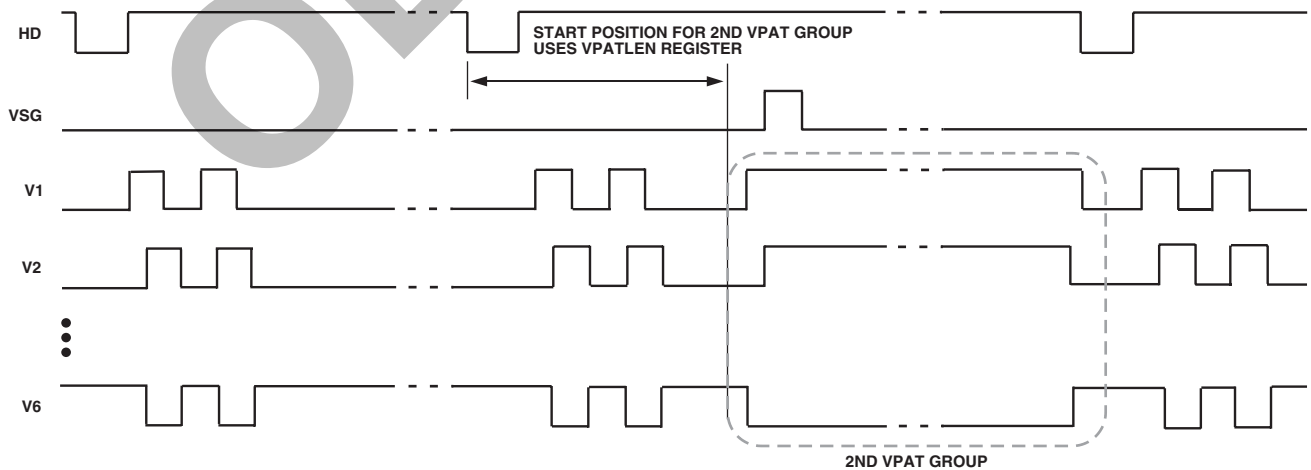 HD
START POSITION FOR 2ND VPAT GROUP
USES VPATLEN REGISTER
VSG
V1
V2
V6
2ND VPAT GROUP